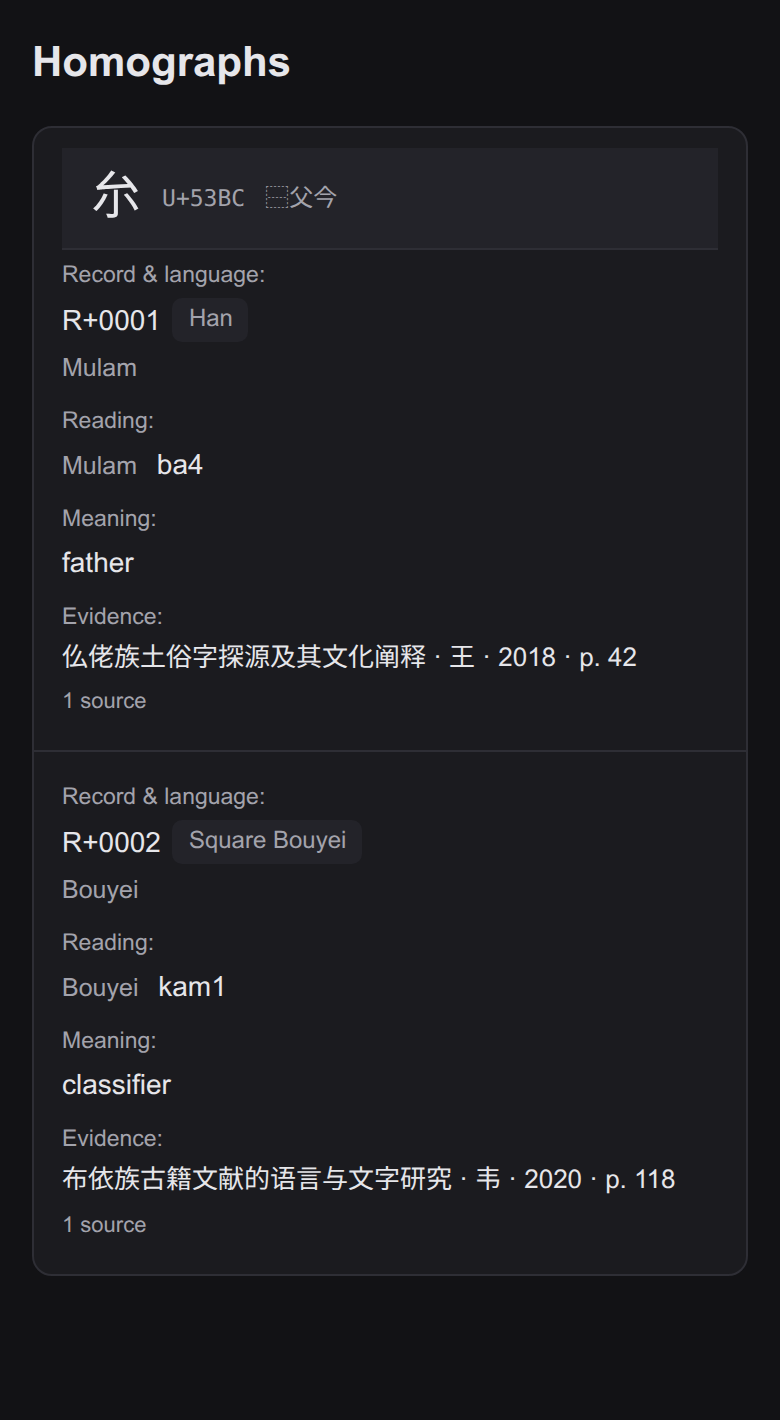 Homographs
厼 U+53BC ⿱父今
Record & language:
R+0001 Han
Mulam
Reading:
Mulam ba4
Meaning:
father
Evidence:
仫佬族土俗字探源及其文化阐释 · 王 · 2018 · p. 42
1 source
Record & language:
R+0002 Square Bouyei
Bouyei
Reading:
Bouyei kam1
Meaning:
classifier
Evidence:
布依族古籍文献的语言与文字研究 · 韦 · 2020 · p. 118
1 source